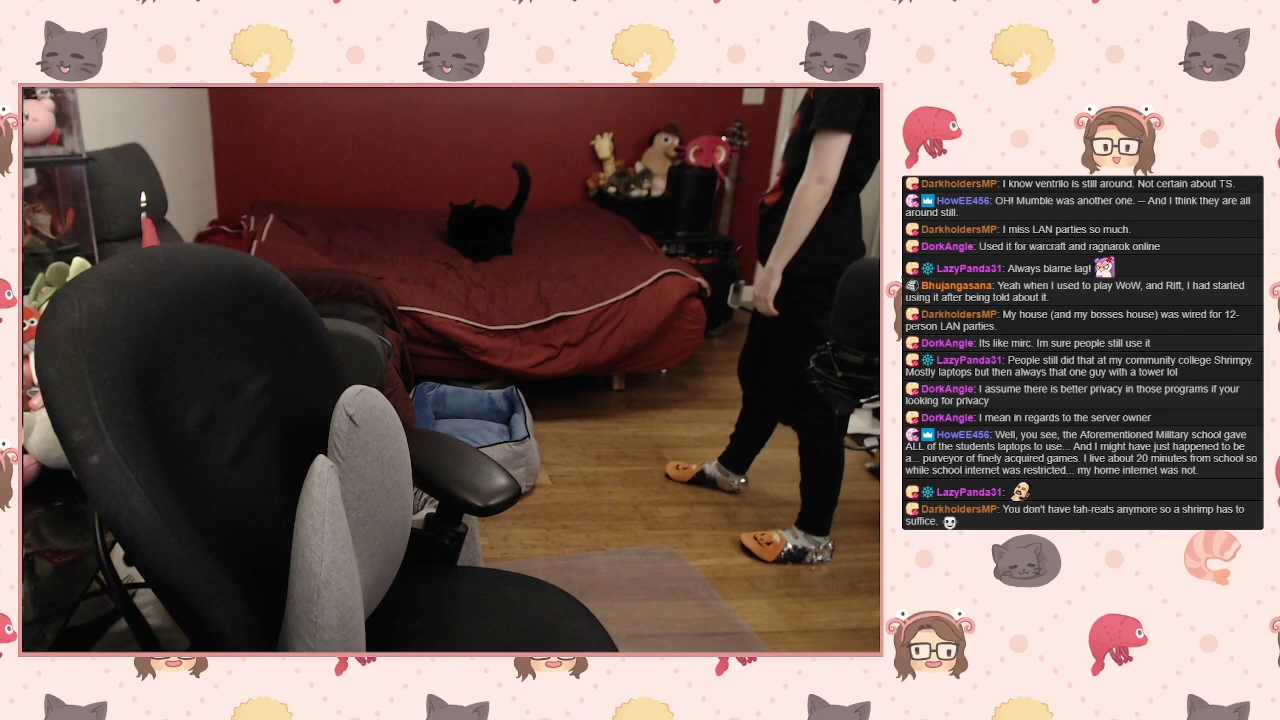 DarkholdersMP: I know ventrilo is still around. Not certain about TS.
HowEE456: OH! Mumble was another one. -- And I think they are all
around still.
DarkholdersMP: I miss LAN parties so much.
DorkAngle: Used it for warcraft and ragnarok online
LazyPanda31: Always blame lag!
Bhujangasana: Yeah when I used to play WoW, and Rift, I had started
using it after being told about it.
DarkholdersMP: My house (and my bosses house) was wired for 12-
person LAN parties.
DorkAngle: Its like mirc. Im sure people still use it
LazyPanda31: People still did that at my community college Shrimpy.
Mostly laptops but then always that one guy with a tower lol
DorkAngle: I assume there is better privacy in those programs if your
looking for privacy
DorkAngle: I mean in regards to the server owner
HowEE456: Well, you see, the Aforementioned Military school gave
ALL of the students laptops to use... And I might have just happened to be
a... purveyor of finely acquired games. I live about 20 minutes from school so
while school internet was restricted... my home internet was not.
LazyPanda31:
DarkholdersMP: You don't have tah-reats anymore so a shrimp has to
suffice.